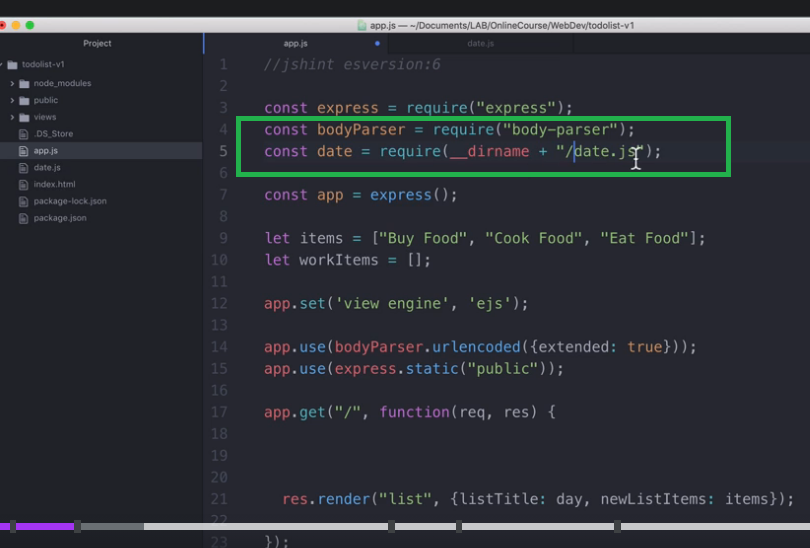 app.js — ~/Documents/LAB/OnlineCourse/WebDev/todolist-v1
Project
app.js
date.js
todolist-v1
node_modules
public
views
.DS_Store
app.js
date.js
index.html
package-lock.json
package.json
1 //jshint esversion:6
2
3 const express = require("express");
4 const bodyParser = require("body-parser");
5 const date = require(__dirname + "/date.js");
6
7 const app = express();
8
9 let items = ["Buy Food", "Cook Food", "Eat Food"];
10 let workItems = [];
11
12 app.set('view engine', 'ejs');
13
14 app.use(bodyParser.urlencoded({extended: true}));
15 app.use(express.static("public"));
16
17 app.get("/", function(req, res) {
18
19
20
21 res.render("list", {listTitle: day, newListItems: items});
22
23 });